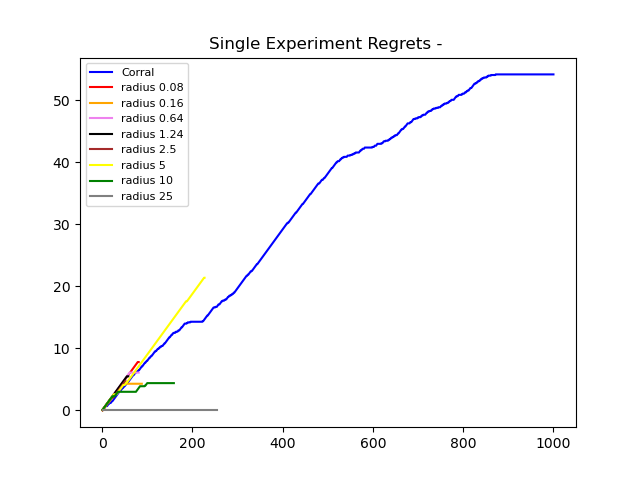 Single Experiment Regrets -
Corral
radius 0.08
radius 0.16
radius 0.64
radius 1.24
radius 2.5
radius 5
radius 10
radius 25
50
40
30
20
10
0
0 200 400 600 800 1000